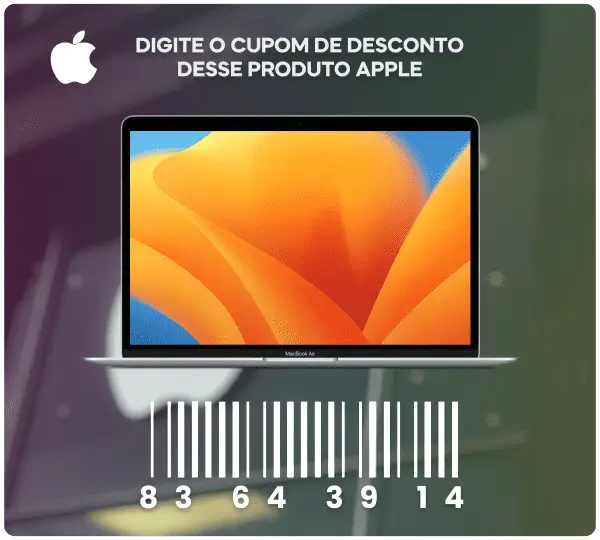 DIGITE O CUPOM DE DESCONTO
DESSE PRODUTO APPLE
MacBook Air
83 64 39 14